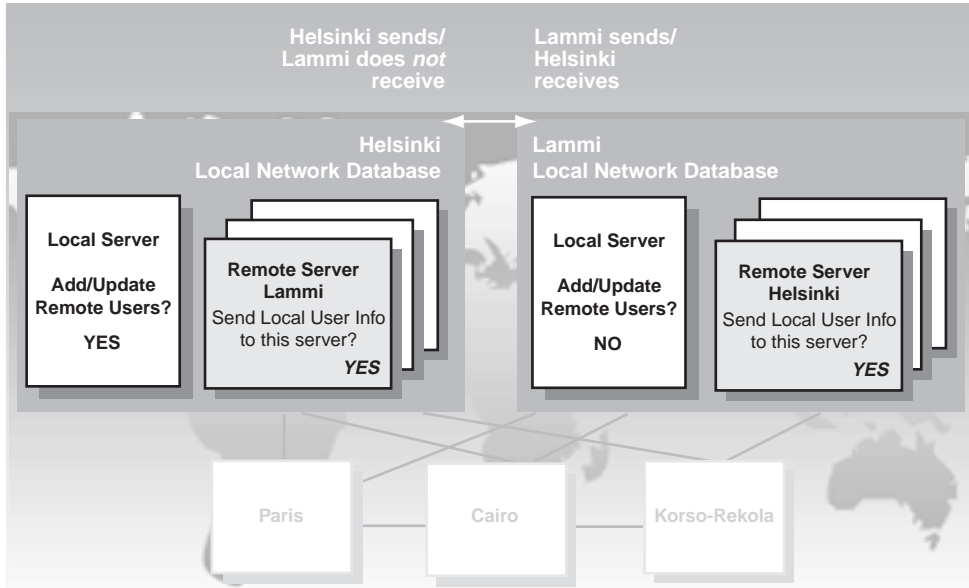 Helsinki sends/
Lammi does not
receive
Lammi sends/
Helsinki
receives
Helsinki
Local Network Database
Lammi
Local Network Database
Local Server
Add/Update
Remote Users?
YES
Remote Server
Lammi
Send Local User Info
to this server?
YES
Local Server
Add/Update
Remote Users?
NO
Remote Server
Helsinki
Send Local User Info
to this server?
YES
Paris
Cairo
Korso-Rekola